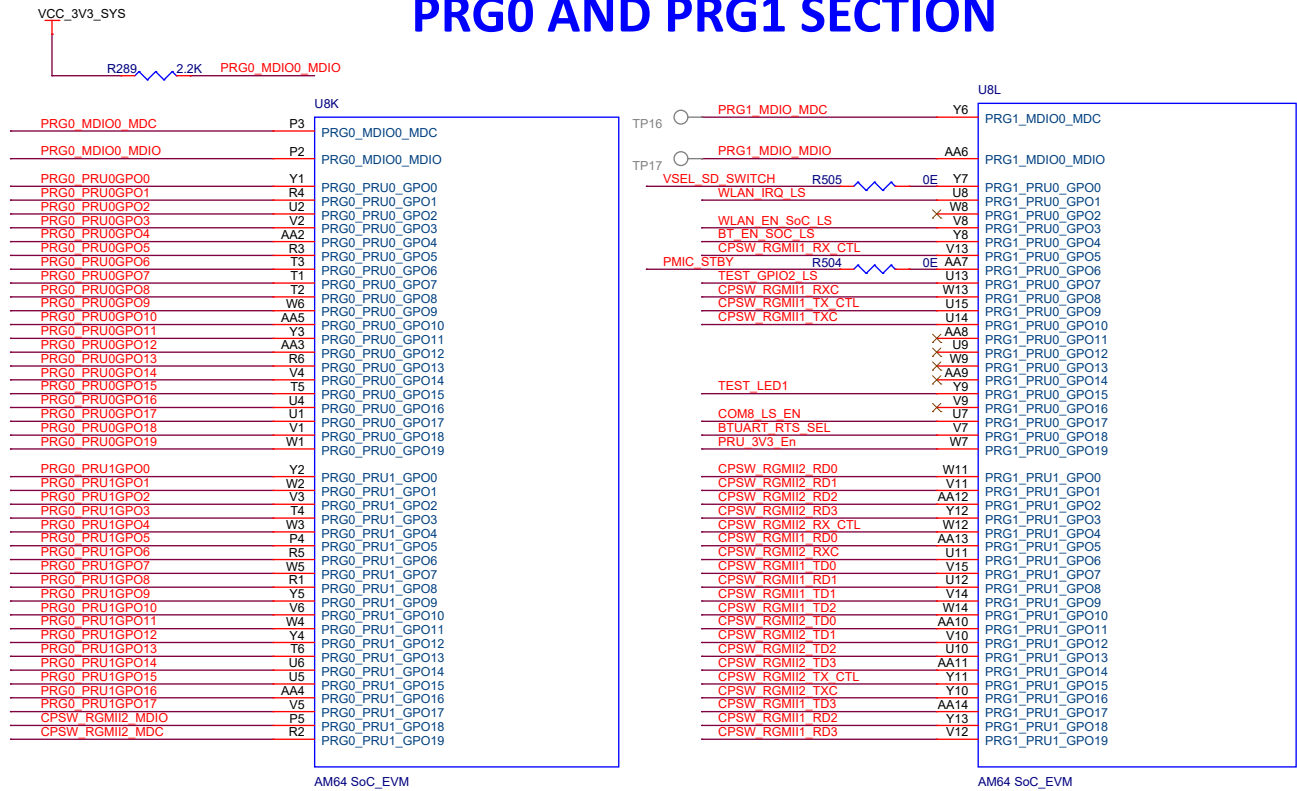 PRG0 AND PRG1 SECTION
VCC_3V3_SYS
R289 2.2K PRG0_MDIO0_MDIO
U8K
PRG0_MDIO0_MDC P3 PRG0_MDIO0_MDC
PRG0_MDIO0_MDIO P2 PRG0_MDIO0_MDIO
PRG0_PRU0GPO0 Y1 PRG0_PRU0_GPO0
PRG0_PRU0GPO1 R4 PRG0_PRU0_GPO1
PRG0_PRU0GPO2 U2 PRG0_PRU0_GPO2
PRG0_PRU0GPO3 V2 PRG0_PRU0_GPO3
PRG0_PRU0GPO4 AA2 PRG0_PRU0_GPO4
PRG0_PRU0GPO5 R3 PRG0_PRU0_GPO5
PRG0_PRU0GPO6 T3 PRG0_PRU0_GPO6
PRG0_PRU0GPO7 T1 PRG0_PRU0_GPO7
PRG0_PRU0GPO8 T2 PRG0_PRU0_GPO8
PRG0_PRU0GPO9 W6 PRG0_PRU0_GPO9
PRG0_PRU0GPO10 AA5 PRG0_PRU0_GPO10
PRG0_PRU0GPO11 Y3 PRG0_PRU0_GPO11
PRG0_PRU0GPO12 AA3 PRG0_PRU0_GPO12
PRG0_PRU0GPO13 R6 PRG0_PRU0_GPO13
PRG0_PRU0GPO14 V4 PRG0_PRU0_GPO14
PRG0_PRU0GPO15 T5 PRG0_PRU0_GPO15
PRG0_PRU0GPO16 U4 PRG0_PRU0_GPO16
PRG0_PRU0GPO17 U1 PRG0_PRU0_GPO17
PRG0_PRU0GPO18 V1 PRG0_PRU0_GPO18
PRG0_PRU0GPO19 W1 PRG0_PRU0_GPO19
PRG0_PRU1GPO0 Y2 PRG0_PRU1_GPO0
PRG0_PRU1GPO1 W2 PRG0_PRU1_GPO1
PRG0_PRU1GPO2 V3 PRG0_PRU1_GPO2
PRG0_PRU1GPO3 T4 PRG0_PRU1_GPO3
PRG0_PRU1GPO4 W3 PRG0_PRU1_GPO4
PRG0_PRU1GPO5 P4 PRG0_PRU1_GPO5
PRG0_PRU1GPO6 R5 PRG0_PRU1_GPO6
PRG0_PRU1GPO7 W5 PRG0_PRU1_GPO7
PRG0_PRU1GPO8 R1 PRG0_PRU1_GPO8
PRG0_PRU1GPO9 Y5 PRG0_PRU1_GPO9
PRG0_PRU1GPO10 V6 PRG0_PRU1_GPO10
PRG0_PRU1GPO11 W4 PRG0_PRU1_GPO11
PRG0_PRU1GPO12 Y4 PRG0_PRU1_GPO12
PRG0_PRU1GPO13 T6 PRG0_PRU1_GPO13
PRG0_PRU1GPO14 U6 PRG0_PRU1_GPO14
PRG0_PRU1GPO15 U5 PRG0_PRU1_GPO15
PRG0_PRU1GPO16 AA4 PRG0_PRU1_GPO16
PRG0_PRU1GPO17 V5 PRG0_PRU1_GPO17
CPSW_RGMII2_MDIO P5 PRG0_PRU1_GPO18
CPSW_RGMII2_MDC R2 PRG0_PRU1_GPO19
AM64 SoC_EVM
U8L
TP16 PRG1_MDIO_MDC Y6 PRG1_MDIO0_MDC
TP17 PRG1_MDIO_MDIO AA6 PRG1_MDIO0_MDIO
VSEL_SD_SWITCH R505 0E Y7 PRG1_PRU0_GPO0
WLAN_IRQ_LS U8 PRG1_PRU0_GPO1
W8 PRG1_PRU0_GPO2
WLAN_EN_SoC_LS V8 PRG1_PRU0_GPO3
BT_EN_SOC_LS Y8 PRG1_PRU0_GPO4
CPSW_RGMII1_RX_CTL V13 PRG1_PRU0_GPO5
PMIC_STBY R504 0E AA7 PRG1_PRU0_GPO6
TEST_GPIO2_LS U13 PRG1_PRU0_GPO7
CPSW_RGMII1_RXC W13 PRG1_PRU0_GPO8
CPSW_RGMII1_TX_CTL U15 PRG1_PRU0_GPO9
CPSW_RGMII1_TXC U14 PRG1_PRU0_GPO10
AA8 PRG1_PRU0_GPO11
U9 PRG1_PRU0_GPO12
W9 PRG1_PRU0_GPO13
AA9 PRG1_PRU0_GPO14
TEST_LED1 Y9 PRG1_PRU0_GPO15
V9 PRG1_PRU0_GPO16
COM8_LS_EN U7 PRG1_PRU0_GPO17
BTUART_RTS_SEL V7 PRG1_PRU0_GPO18
PRU_3V3_En W7 PRG1_PRU0_GPO19
CPSW_RGMII2_RD0 W11 PRG1_PRU1_GPO0
CPSW_RGMII2_RD1 V11 PRG1_PRU1_GPO1
CPSW_RGMII2_RD2 AA12 PRG1_PRU1_GPO2
CPSW_RGMII2_RD3 Y12 PRG1_PRU1_GPO3
CPSW_RGMII2_RX_CTL W12 PRG1_PRU1_GPO4
CPSW_RGMII1_RD0 AA13 PRG1_PRU1_GPO5
CPSW_RGMII2_RXC U11 PRG1_PRU1_GPO6
CPSW_RGMII1_TD0 V15 PRG1_PRU1_GPO7
CPSW_RGMII1_RD1 U12 PRG1_PRU1_GPO8
CPSW_RGMII1_TD1 V14 PRG1_PRU1_GPO9
CPSW_RGMII1_TD2 W14 PRG1_PRU1_GPO10
CPSW_RGMII2_TD0 AA10 PRG1_PRU1_GPO11
CPSW_RGMII2_TD1 V10 PRG1_PRU1_GPO12
CPSW_RGMII2_TD2 U10 PRG1_PRU1_GPO13
CPSW_RGMII2_TD3 AA11 PRG1_PRU1_GPO14
CPSW_RGMII2_TX_CTL Y11 PRG1_PRU1_GPO15
CPSW_RGMII2_TXC Y10 PRG1_PRU1_GPO16
CPSW_RGMII1_TD3 AA14 PRG1_PRU1_GPO17
CPSW_RGMII1_RD2 Y13 PRG1_PRU1_GPO18
CPSW_RGMII1_RD3 V12 PRG1_PRU1_GPO19
AM64 SoC_EVM